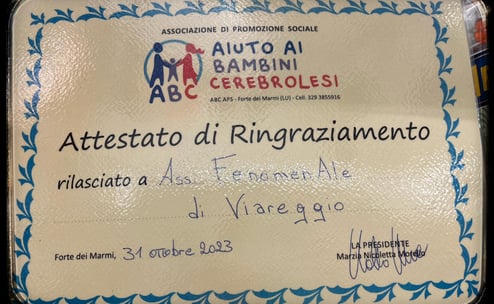 ASSOCIAZIONE DI PROMOZIONE SOCIALE
AIUTO AI
BAMBINI
CEREBROLESI
ABC
ABC APS - Forte dei Marmi (LU) - Cell. 329 3855916
Attestato di Ringraziamento
rilasciato a Ass. FenomenAle
di Viareggio
Forte dei Marmi, 31 ottobre 2023
LA PRESIDENTE
Marzia Nicoletta Morello